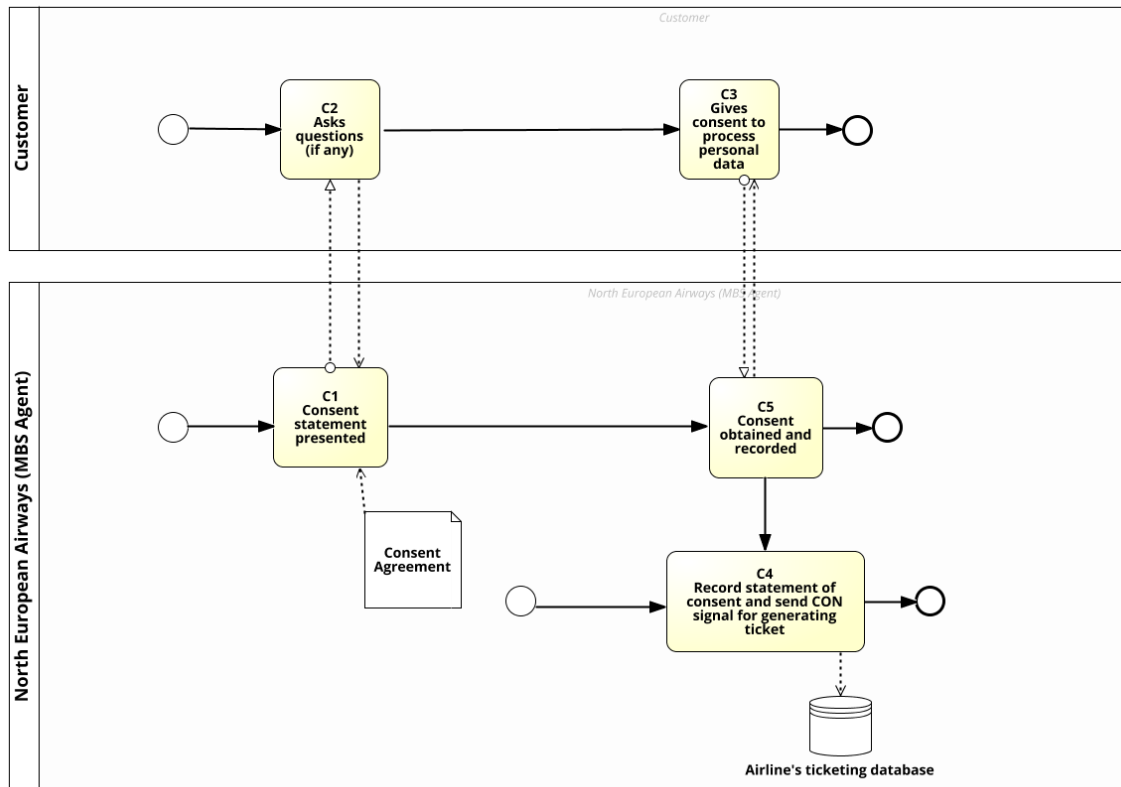 Customer
Customer
C2
Asks
questions
(if any)
C3
Gives
consent to
process
personal
data
North European Airways (MBS Agent)
North European Airways (MBS Agent)
C1
Consent
statement
presented
C5
Consent
obtained and
recorded
Consent
Agreement
C4
Record statement of
consent and send CON
signal for generating
ticket
Airline's ticketing database